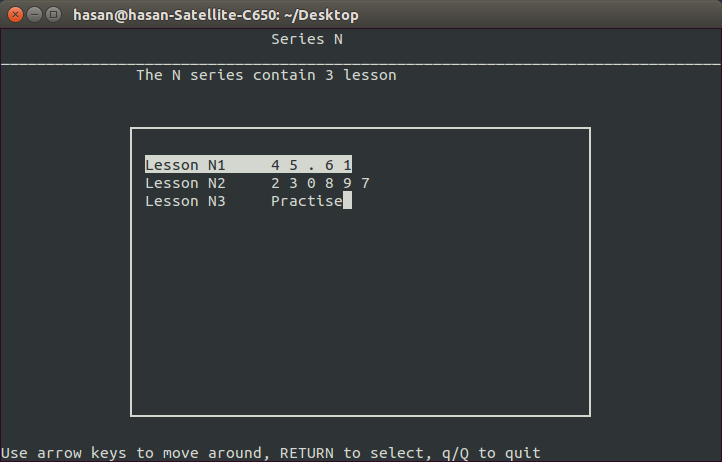 hasan@hasan-Satellite-C650: ~/Desktop
Series N
The N series contain 3 lesson
Lesson N1 4 5 . 6 1
Lesson N2 2 3 0 8 9 7
Lesson N3 Practise
Use arrow keys to move around, RETURN to select, q/Q to quit